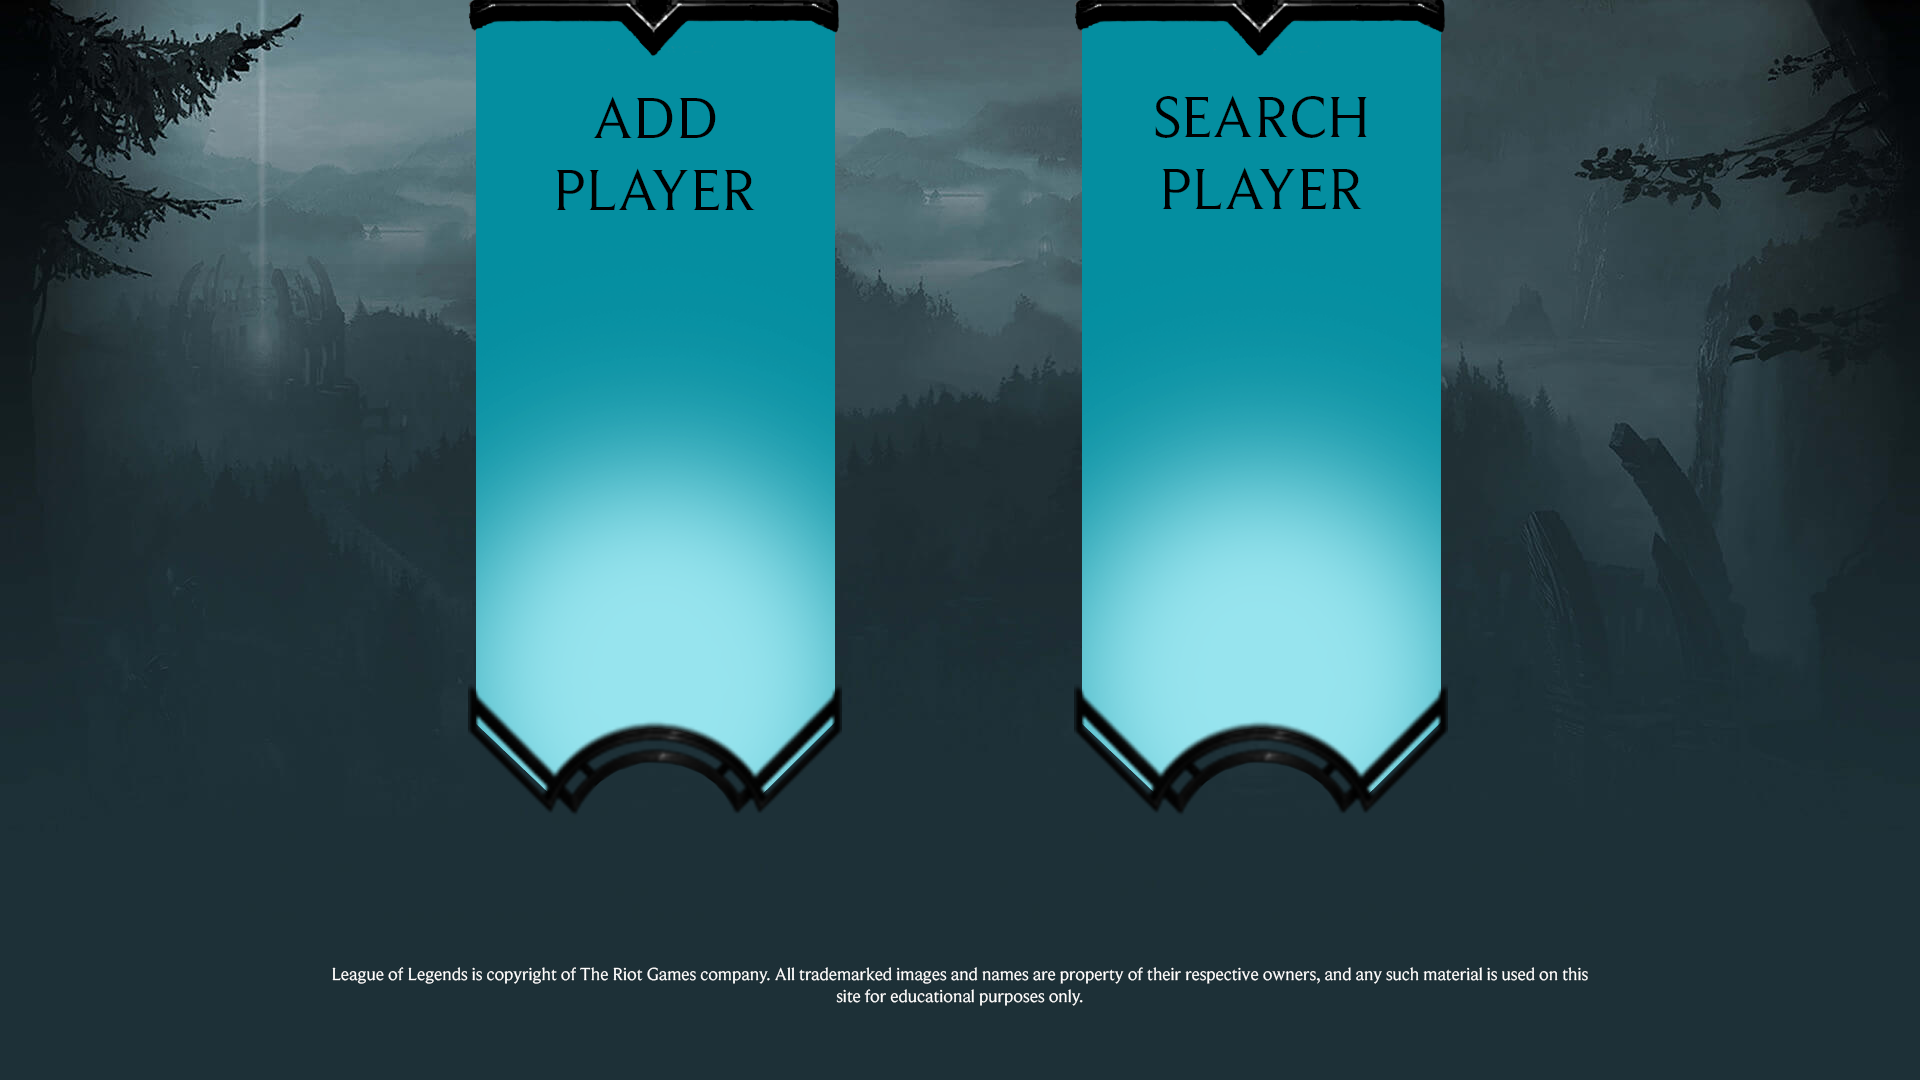 ADD
PLAYER
SEARCH
PLAYER
League of Legends is copyright of The Riot Games company. All trademarked images and names are property of their respective owners, and any such material is used on this
site for educational purposes only.